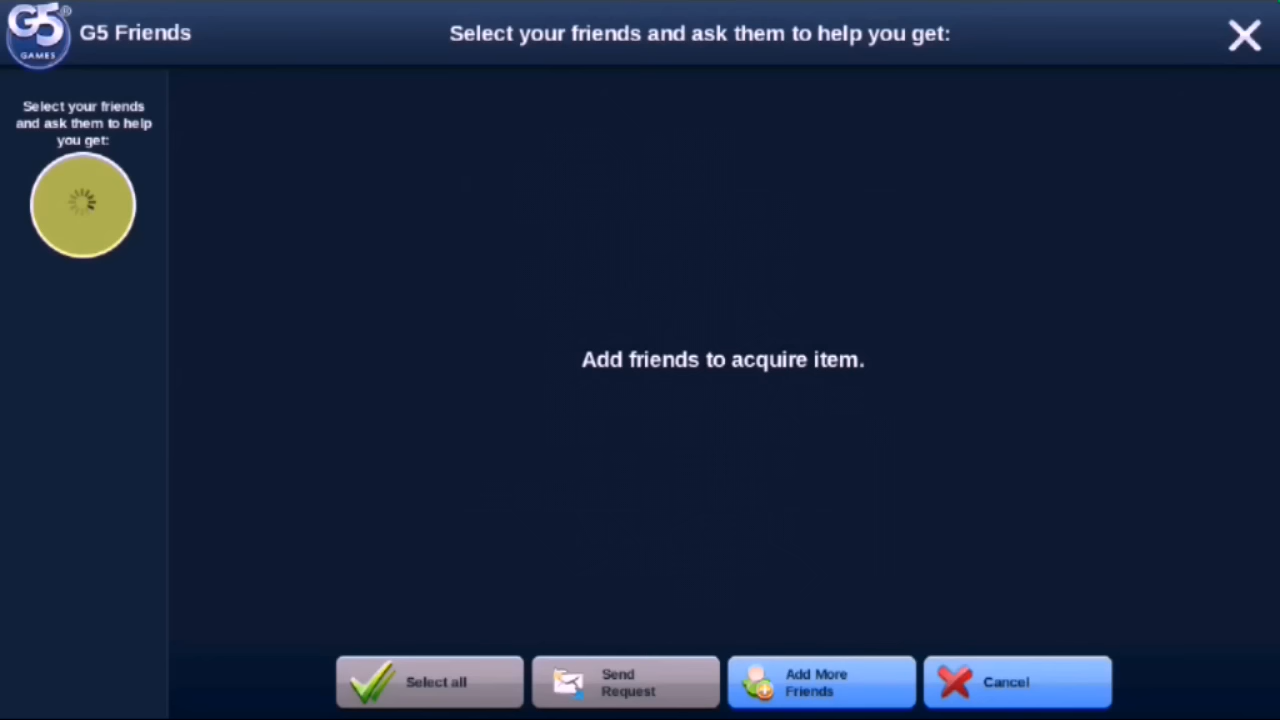 G5®
GAMES
G5 Friends
Select your friends and ask them to help you get:
Select your friends
and ask them to help
you get:
Add friends to acquire item.
Select all
Send
Request
Add More
Friends
Cancel